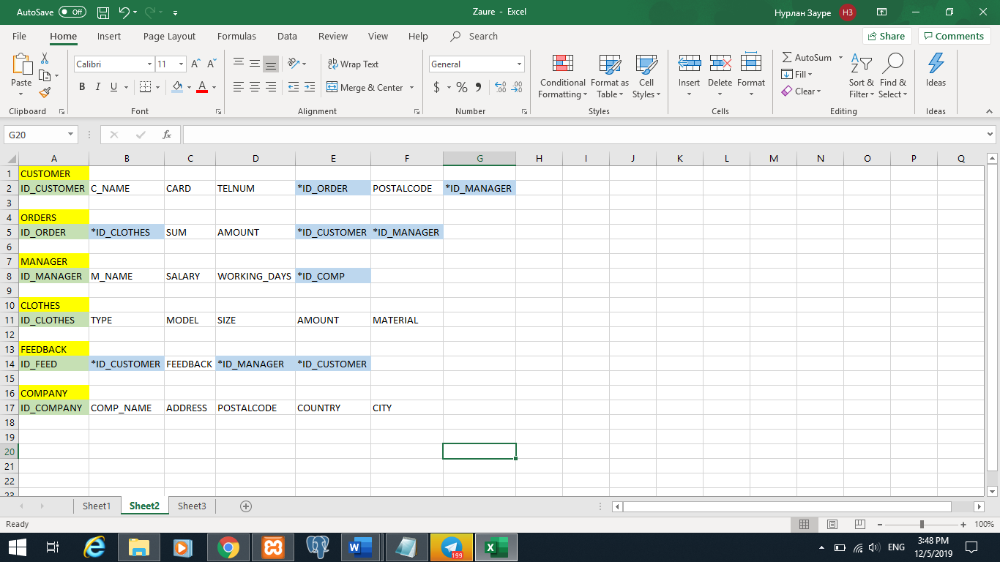 AutoSave Off Zaure - Excel Нурлан Зауре НЗ
File Home Insert Page Layout Formulas Data Review View Help Search Share Comments
Paste Calibri 11 Wrap Text General Conditional Formatting Format as Table Cell Styles Insert Delete Format AutoSum Sort & Filter Find & Select Ideas
B I U A Merge & Center $ % Fill
Clear
Clipboard Font Alignment Number Styles Cells Editing Ideas
G20 fx
A B C D E F G H I J K L M N O P Q
1 CUSTOMER
2 ID_CUSTOMER C_NAME CARD TELNUM *ID_ORDER POSTALCODE *ID_MANAGER
3
4 ORDERS
5 ID_ORDER *ID_CLOTHES SUM AMOUNT *ID_CUSTOMER *ID_MANAGER
6
7 MANAGER
8 ID_MANAGER M_NAME SALARY WORKING_DAYS *ID_COMP
9
10 CLOTHES
11 ID_CLOTHES TYPE MODEL SIZE AMOUNT MATERIAL
12
13 FEEDBACK
14 ID_FEED *ID_CUSTOMER FEEDBACK *ID_MANAGER *ID_CUSTOMER
15
16 COMPANY
17 ID_COMPANY COMP_NAME ADDRESS POSTALCODE COUNTRY CITY
18
19
20
21
22
23
Sheet1 Sheet2 Sheet3
Ready 100%
199 ENG 3:48 PM
12/5/2019